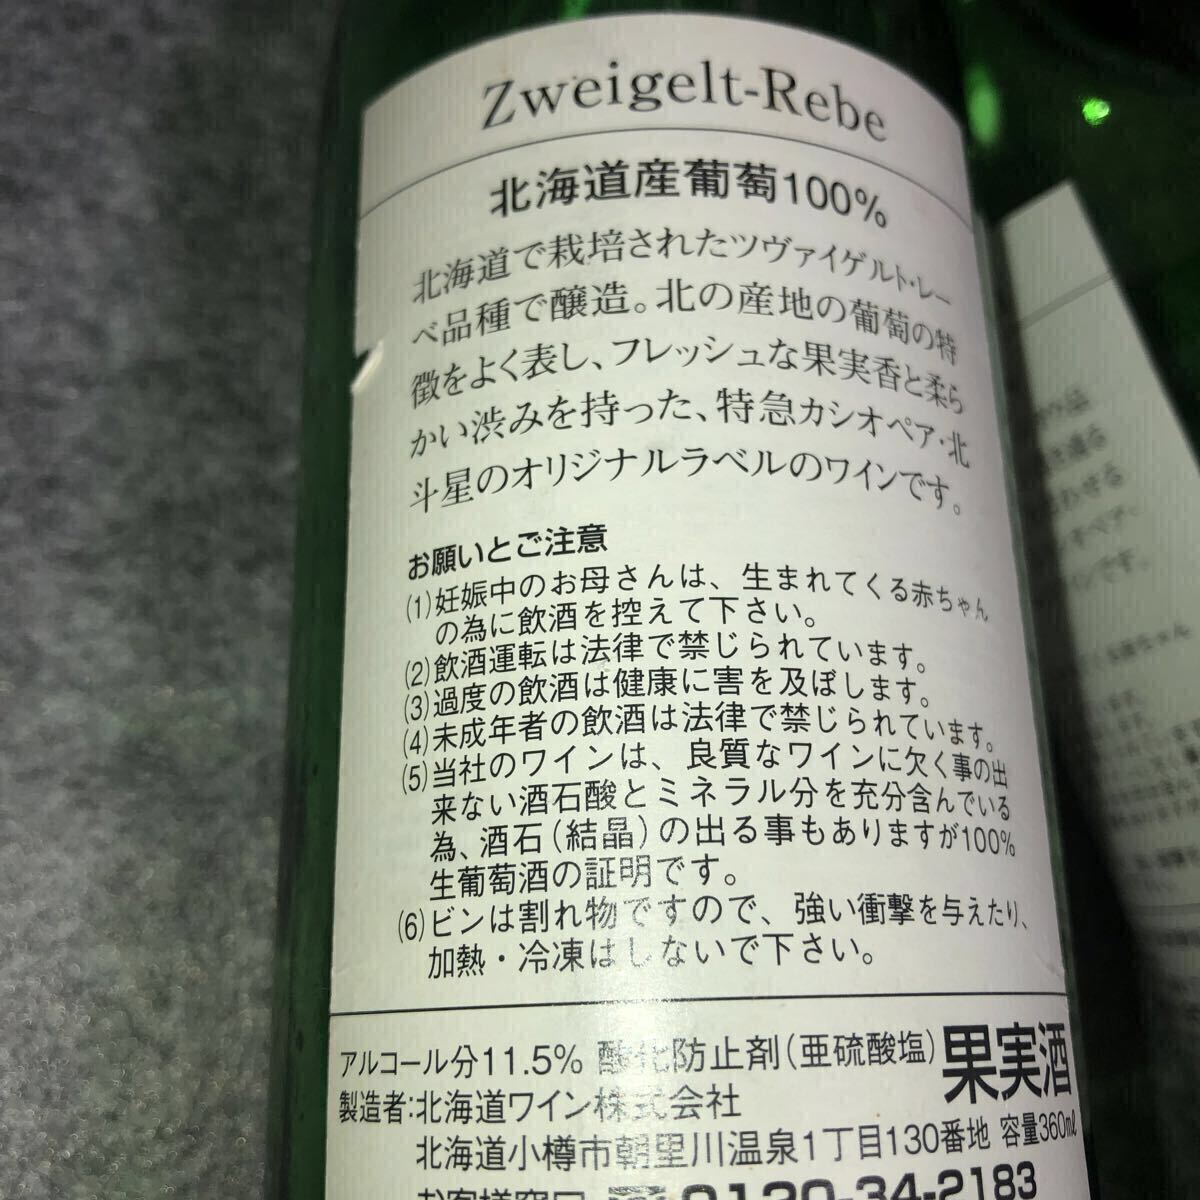 Zweigelt-Rebe
北海道産葡萄100%
北海道で栽培されたツヴァイゲルト・レー
べ品種で醸造。北の産地の葡萄の特
徴をよく表し、フレッシュな果実香と柔ら
かい渋みを持った、特急カシオペア・北
斗星のオリジナルラベルのワインです。
お願いとご注意
(1)妊娠中のお母さんは、生まれてくる赤ちゃん
の為に飲酒を控えて下さい。
(2)飲酒運転は法律で禁じられています。
(3)過度の飲酒は健康に害を及ぼします。
(4)未成年者の飲酒は法律で禁じられています。
(5)当社のワインは、良質なワインに欠く事の出
来ない酒石酸とミネラル分を充分含んでいる
為、酒石(結晶)の出る事もありますが100%
生葡萄酒の証明です。
(6)ビンは割れ物ですので、強い衝撃を与えたり、
加熱・冷凍はしないで下さい。
アルコール分11.5% 酸化防止剤(亜硫酸塩) 果実酒
製造者:北海道ワイン株式会社
北海道小樽市朝里川温泉1丁目130番地 容量360ml
お客様窓口 0120-34-2183